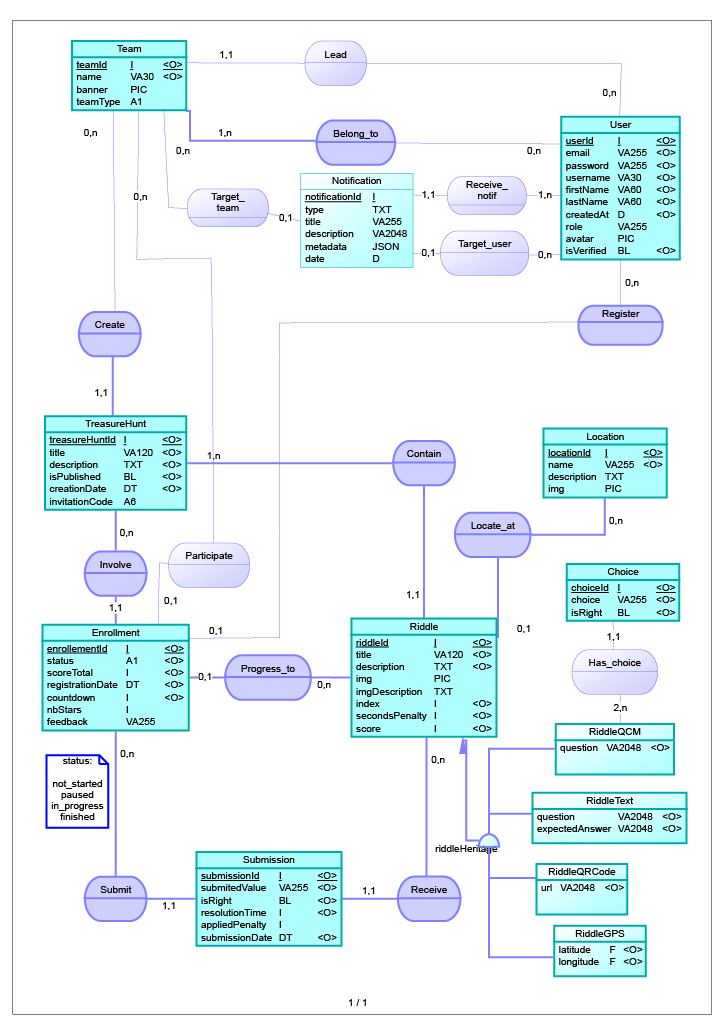 Team
teamId I <O>
name VA30 <O>
banner PIC
teamType A1
1,1
Lead
0,n
0,n
0,n
0,n
1,n
Belong_to
0,n
User
userId I <O>
email VA255 <O>
password VA255 <O>
username VA30 <O>
firstName VA60 <O>
lastName VA60 <O>
createdAt D <O>
role VA255
avatar PIC
isVerified BL <O>
Target_
team
0,1
Notification
notificationId I
type TXT
title VA255
description VA2048
metadata JSON
date D
1,1
Receive_
notif
1,n
0,1
Target_user
0,n
0,n
Register
Create
1,1
TreasureHunt
treasureHuntId I <O>
title VA120 <O>
description TXT <O>
isPublished BL <O>
creationDate DT <O>
invitationCode A6
1,n
Contain
1,1
Location
locationId I <O>
name VA255 <O>
description TXT
img PIC
0,n
Locate_at
0,1
0,n
Involve
1,1
Participate
0,1
0,1
Choice
choiceId I <O>
choice VA255 <O>
isRight BL <O>
1,1
Has_choice
2,n
Enrollment
enrollementId I <O>
status A1 <O>
scoreTotal I <O>
registrationDate DT <O>
countdown I <O>
nbStars I
feedback VA255
0,1
Progress_to
0,n
Riddle
riddleId I <O>
title VA120 <O>
description TXT <O>
img PIC
imgDescription TXT
index I <O>
secondsPenalty I <O>
score I <O>
RiddleQCM
question VA2048 <O>
0,n
0,n
status:
not_started
paused
in_progress
finished
RiddleText
question VA2048 <O>
expectedAnswer VA2048 <O>
riddleHeritage
RiddleQRCode
url VA2048 <O>
Submit
1,1
Submission
submissionId I <O>
submitedValue VA255 <O>
isRight BL <O>
resolutionTime I <O>
appliedPenalty I
submissionDate DT <O>
1,1
Receive
RiddleGPS
latitude F <O>
longitude F <O>
1 / 1